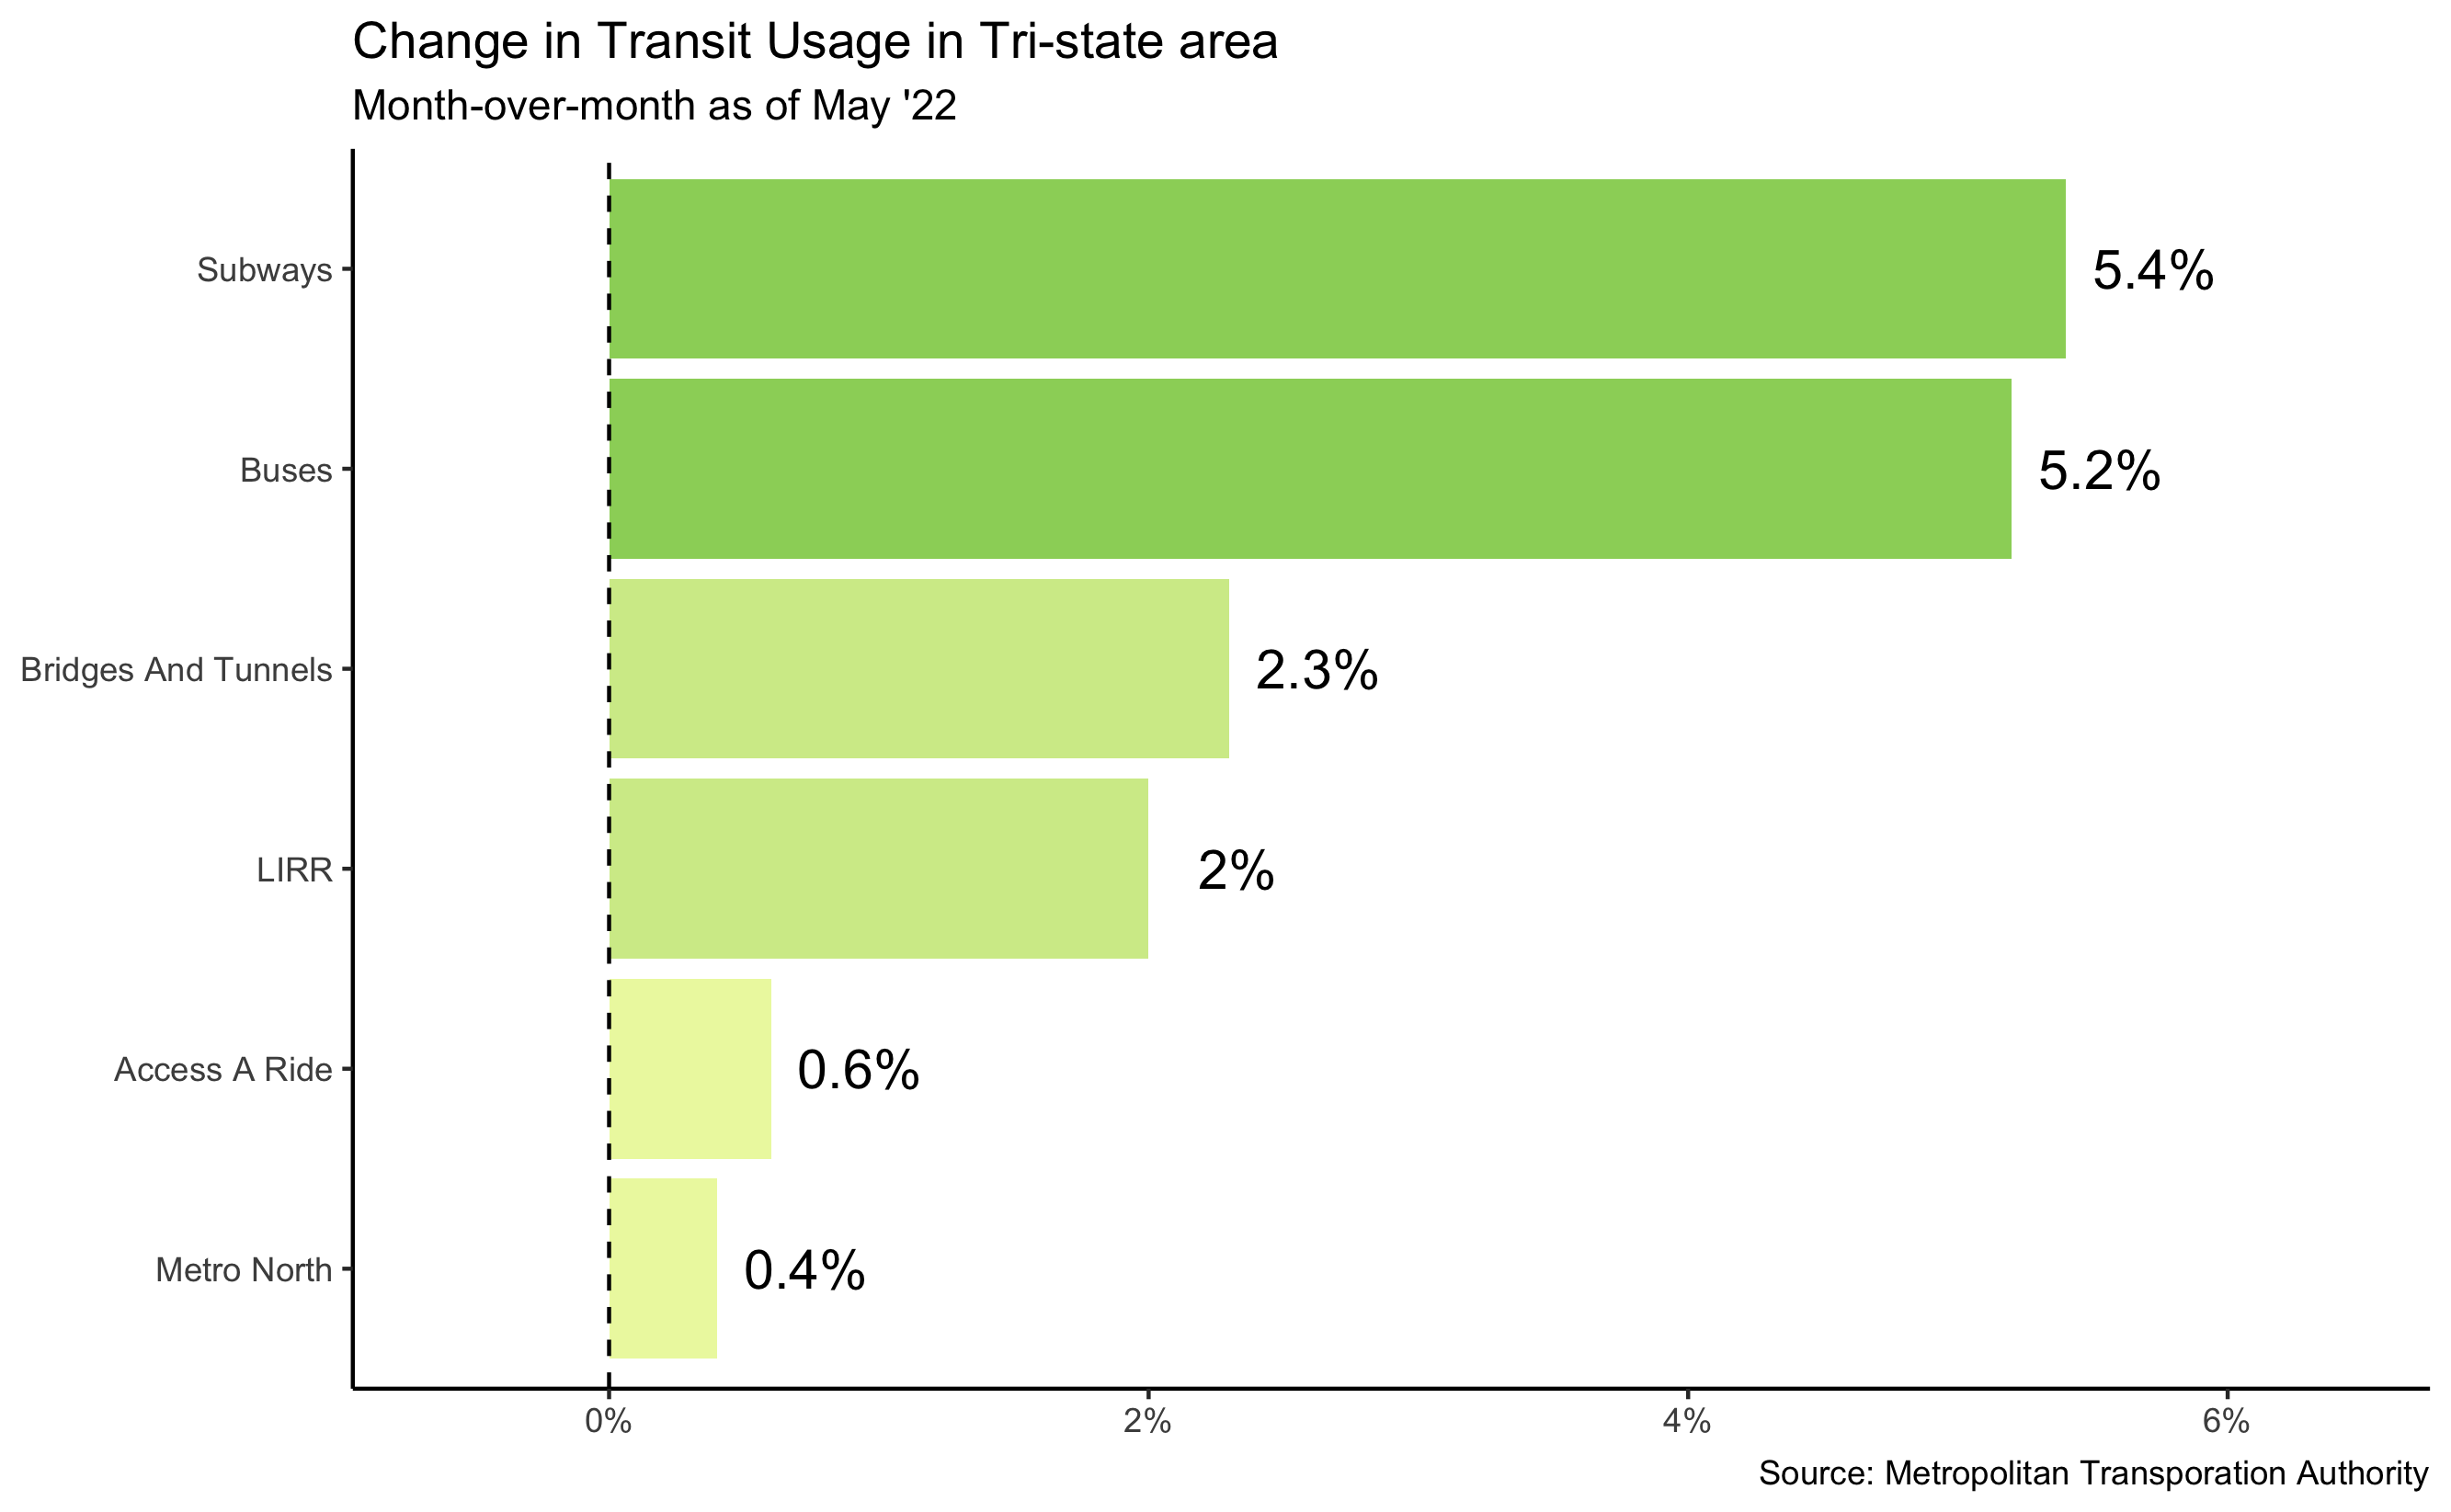 Change in Transit Usage in Tri-state area
Month-over-month as of May '22
Subways
5.4%
Buses
5.2%
Bridges And Tunnels
2.3%
LIRR
2%
Access A Ride
0.6%
Metro North
0.4%
0%
2%
4%
6%
Source: Metropolitan Transporation Authority